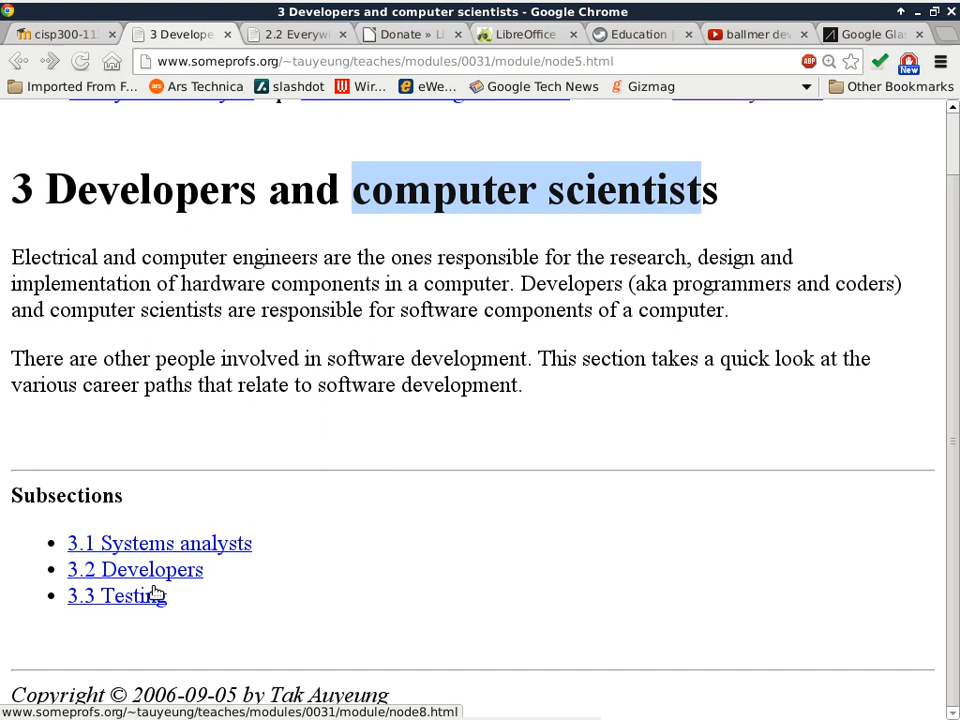 3 Developers and computer scientists - Google Chrome
cisp300-11 3 Develope 2.2 Everyw Donate » Li LibreOffice Education | ballmer dev Google Glas
www.someprofs.org/~tauyeung/teaches/modules/0031/module/node5.html ABP New
Imported From F... Ars Technica slashdot Wir... eWe... Google Tech News Gizmag Other Bookmarks
3 Developers and computer scientists
Electrical and computer engineers are the ones responsible for the research, design and
implementation of hardware components in a computer. Developers (aka programmers and coders)
and computer scientists are responsible for software components of a computer.
There are other people involved in software development. This section takes a quick look at the
various career paths that relate to software development.
Subsections
• 3.1 Systems analysts
• 3.2 Developers
• 3.3 Testing
Copyright © 2006-09-05 by Tak Auyeung
www.someprofs.org/~tauyeung/teaches/modules/0031/module/node8.html